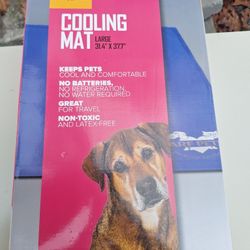 COOLING
MAT
LARGE
31.4" X 37.7"
KEEPS PETS
COOL AND COMFORTABLE
NO BATTERIES,
NO REFRIGERATION,
NO WATER REQUIRED
GREAT
FOR TRAVEL
NON-TOXIC
AND LATEX-FREE